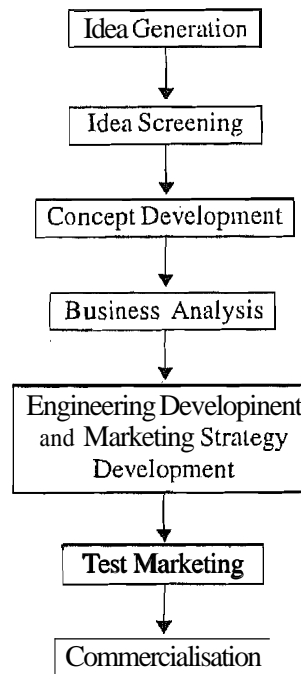 Idea Generation
Idea Screening
Concept Development
Business Analysis
Engineering Developinent
and Marketing Strategy
Development
Test Marketing
Commercialisation